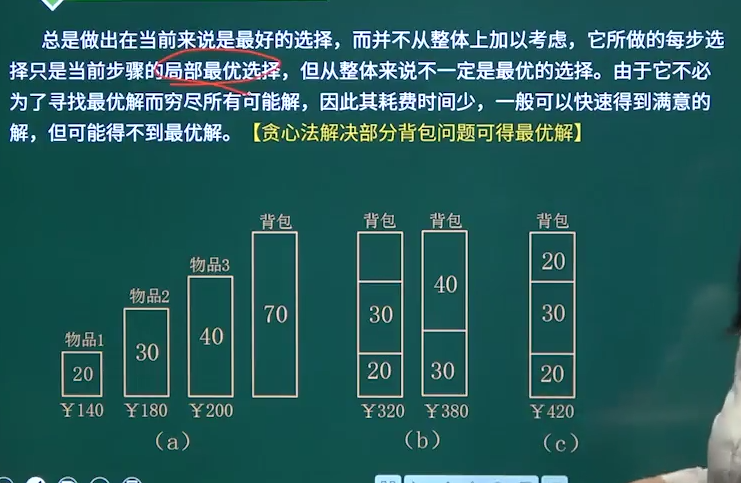 总是做出在当前来说是最好的选择，而并不从整体上加以考虑，它所做的每步选
择只是当前步骤的局部最优选择，但从整体来说不一定是最优的选择。由于它不必
为了寻找最优解而穷尽所有可能解，因此其耗费时间少，一般可以快速得到满意的
解，但可能得不到最优解。【贪心法解决部分背包问题可得最优解】
背包 背包 背包 背包
物品3
物品2
物品1
20 30 40 70
30 20
40 30
20 30 20
￥140 ￥180 ￥200 ￥320 ￥380 ￥420
（a） （b） （c）